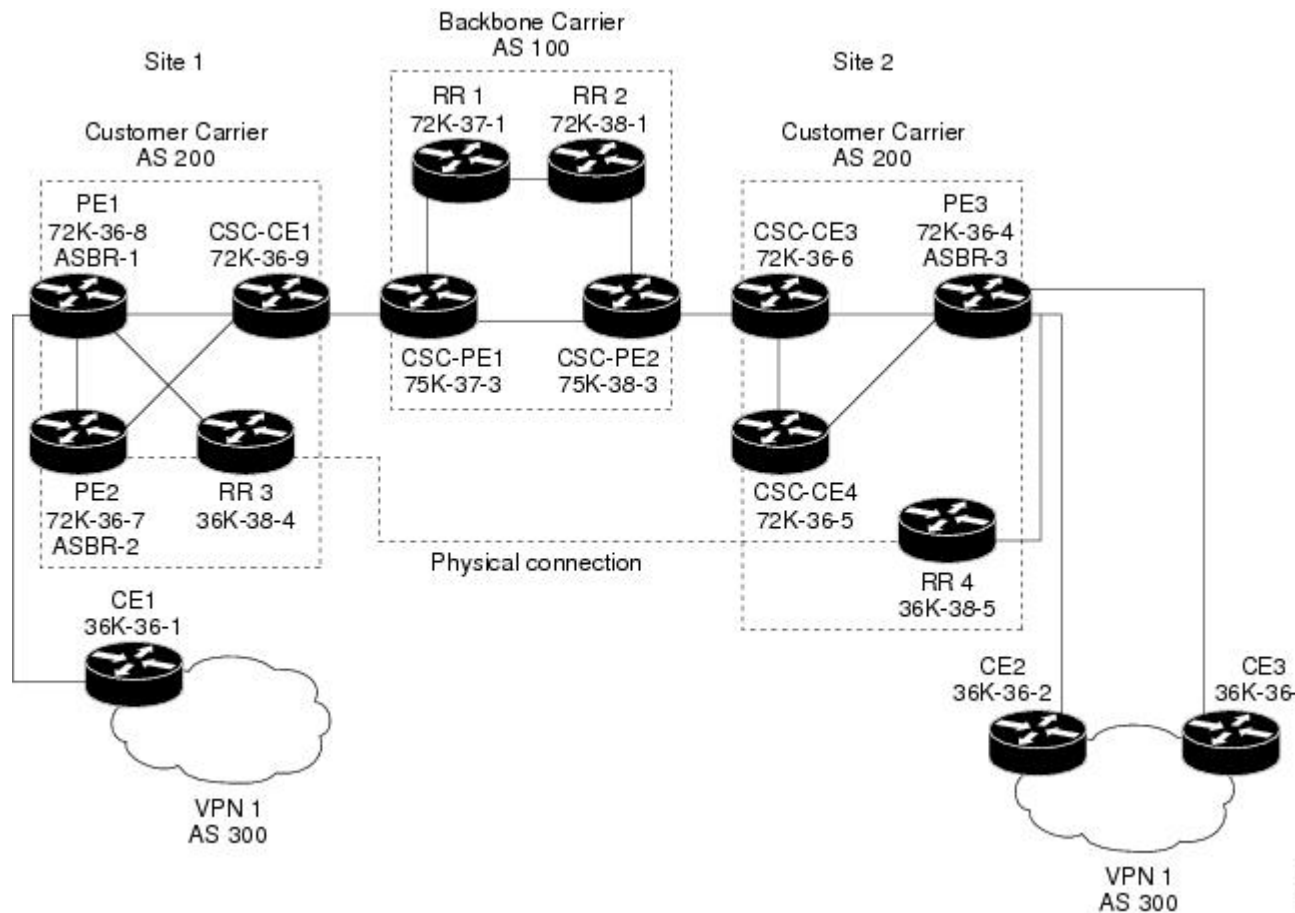 Backbone Carrier
AS 100
Site 1
Site 2
RR 1
72K-37-1
RR 2
72K-38-1
Customer Carrier
AS 200
Customer Carrier
AS 200
PE1
72K-36-8
ASBR-1
CSC-CE1
72K-36-9
CSC-CE3
72K-36-6
PE3
72K-36-4
ASBR-3
CSC-PE1
75K-37-3
CSC-PE2
75K-38-3
PE2
72K-36-7
ASBR-2
RR 3
36K-38-4
CSC-CE4
72K-36-5
Physical connection
RR 4
36K-38-5
CE1
36K-36-1
CE2
36K-36-2
CE3
36K-36-
VPN 1
AS 300
VPN 1
AS 300